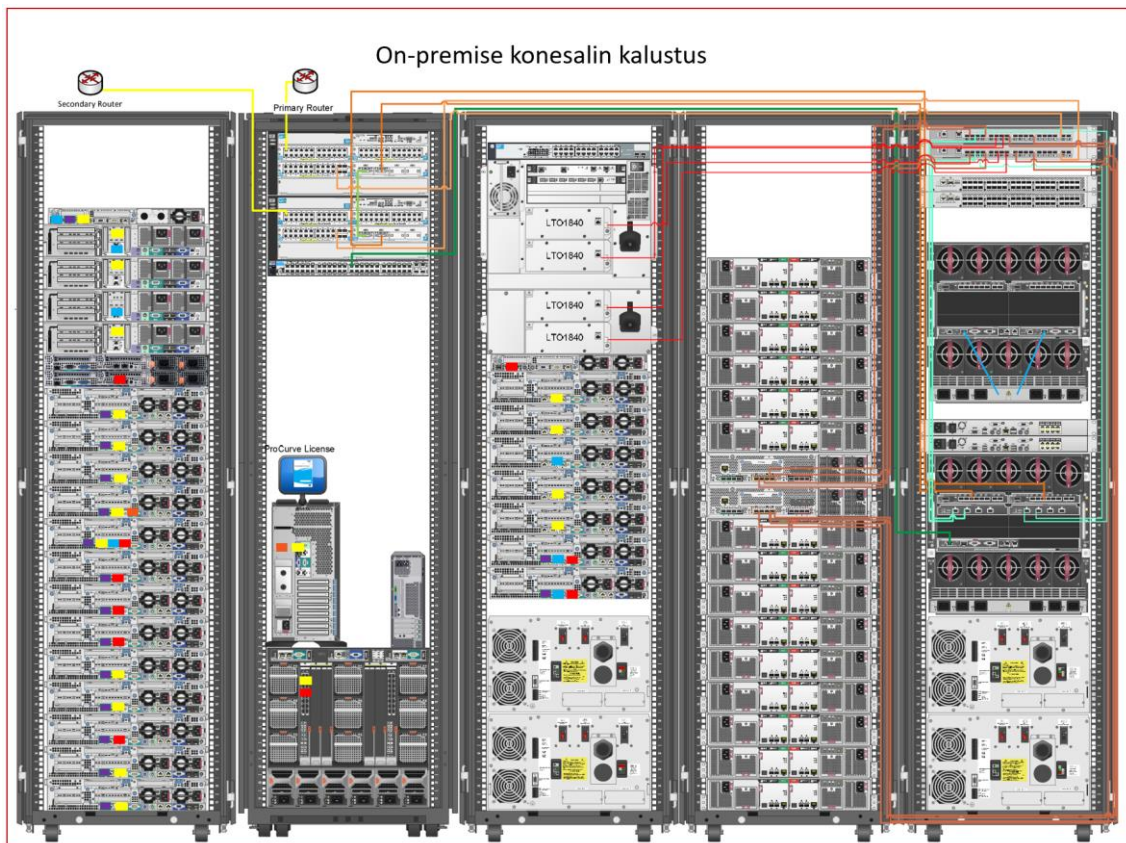 On-premise konesalin kalustus
Secondary Router
Primary Router
LTO1840
LTO1840
LTO1840
LTO1840
ProCurve License